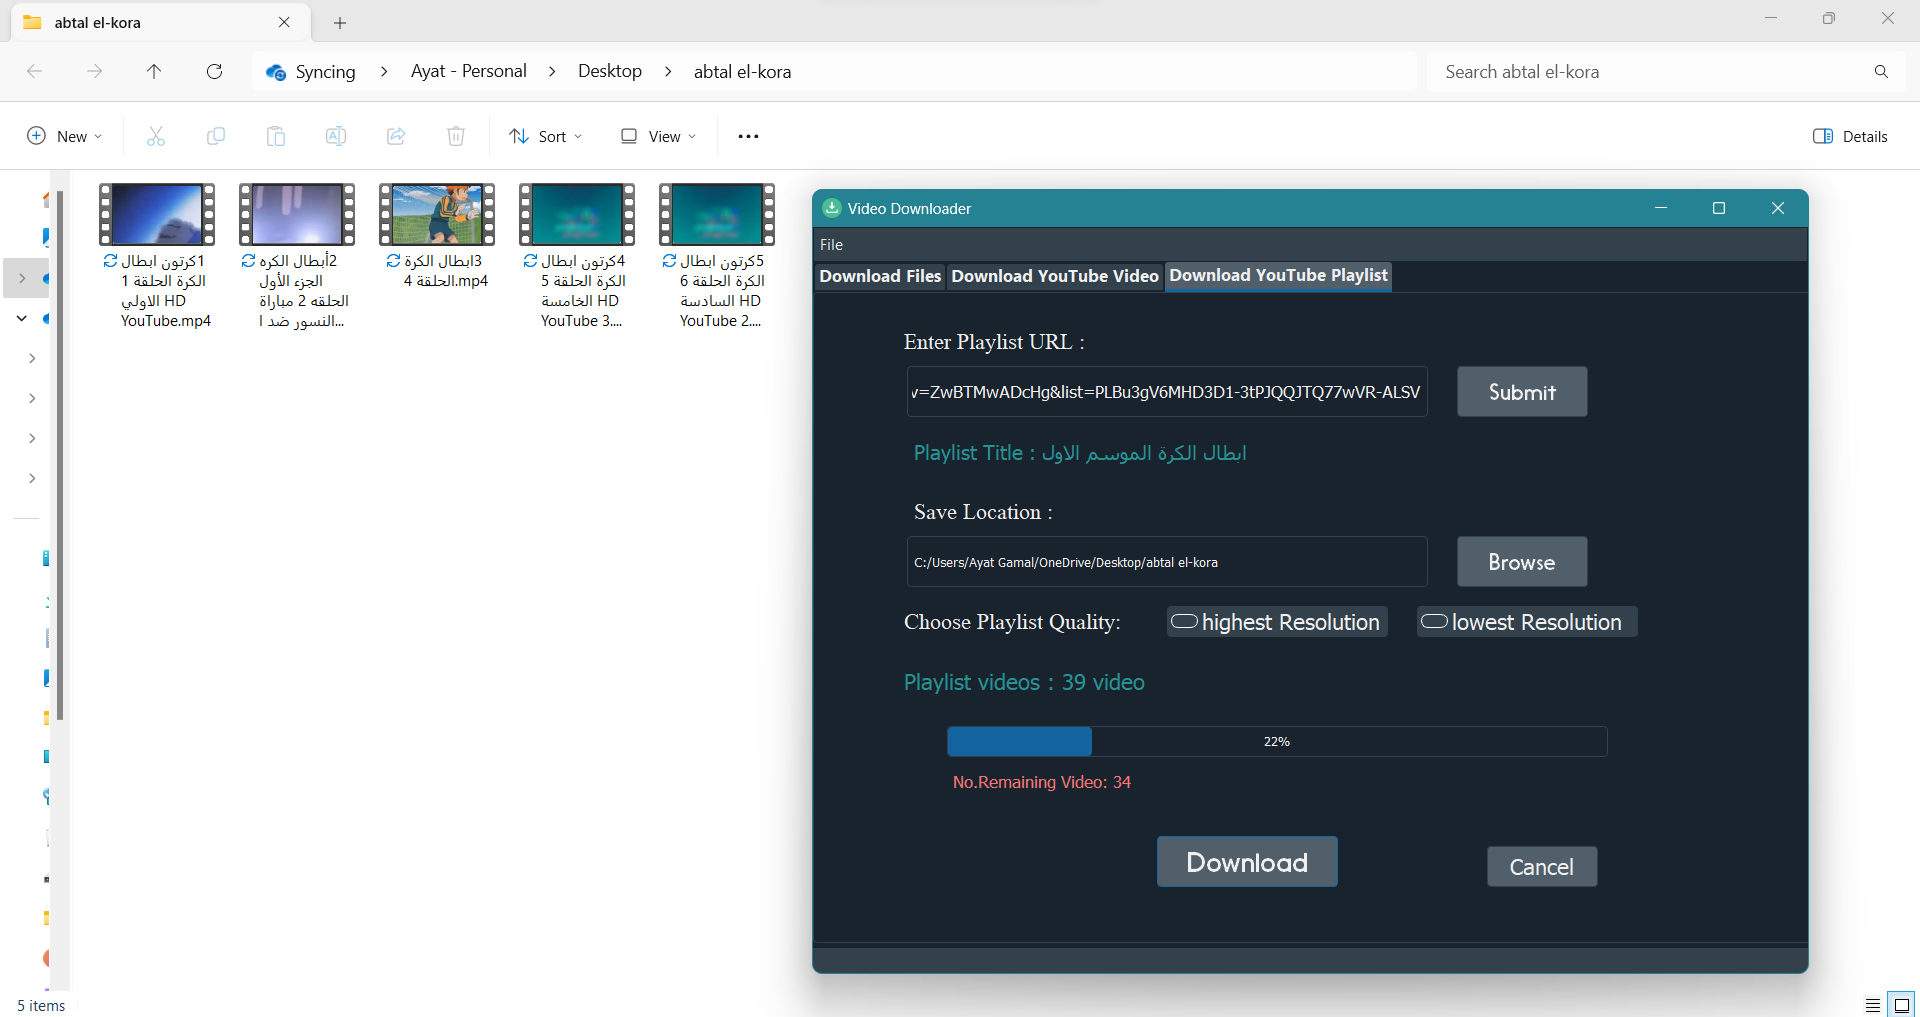 abtal el-kora
Syncing > Ayat - Personal > Desktop > abtal el-kora
Search abtal el-kora
New
Sort
View
Details
1كرتون ابطال
الكرة الحلقة 1
الاولي HD
YouTube.mp4
2أبطال الكره
الجزء الأول
الحلقه 2 مباراة
النسور ضد ا...
3ابطال الكرة
الحلقة 4.mp4
4كرتون ابطال
الكرة الحلقة 5
الخامسة HD
YouTube 3....
5كرتون ابطال
الكرة الحلقة 6
السادسة HD
YouTube 2....
5 items
Video Downloader
File
Download Files Download YouTube Video Download YouTube Playlist
Enter Playlist URL :
v=ZwBTMwADcHg&list=PLBu3gV6MHD3D1-3tPJQQJTQ77wVR-ALSV
Submit
Playlist Title : ابطال الكرة الموسم الاول
Save Location :
C:/Users/Ayat Gamal/OneDrive/Desktop/abtal el-kora
Browse
Choose Playlist Quality:
highest Resolution
lowest Resolution
Playlist videos : 39 video
22%
No.Remaining Video: 34
Download
Cancel